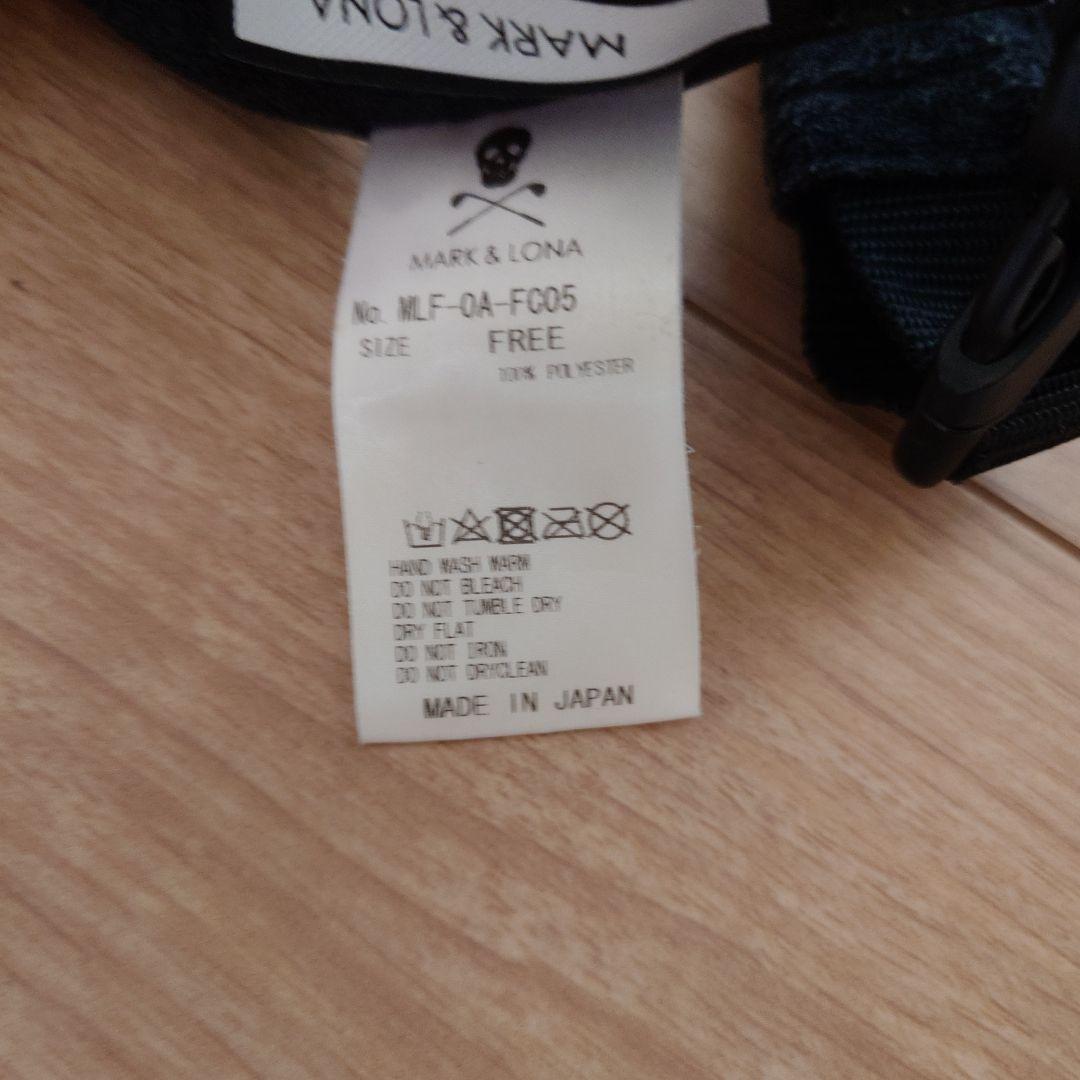 MARK & LONA
MARK & LONA
No. MLF-0A-FC05
SIZE FREE
100% POLYESTER
HAND WASH WARM
DO NOT BLEACH
DO NOT TUMBLE DRY
DRY FLAT
DO NOT IRON
DO NOT DRYCLEAN
MADE IN JAPAN